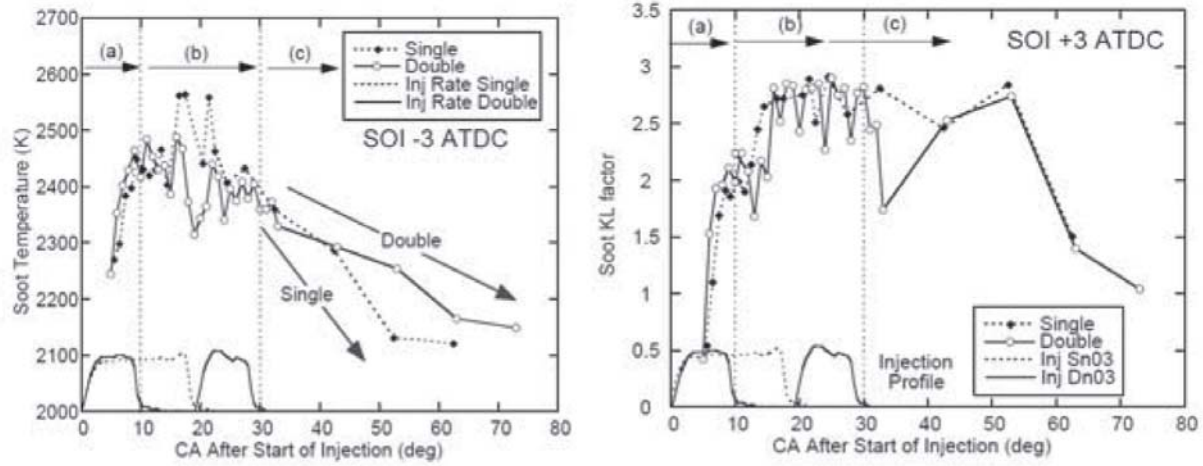 2700
2600
2500
2400
2300
2200
2100
2000
Soot Temperature (K)
(a)
(b)
(c)
Single
Double
Inj Rate Single
Inj Rate Double
SOI -3 ATDC
Double
Single
0 10 20 30 40 50 60 70 80
CA After Start of Injection (deg)
3.5
3
2.5
2
1.5
1
0.5
0
Soot KL factor
(a)
(b)
(c)
SOI +3 ATDC
Injection
Profile
Single
Double
Inj Sn03
Inj Dn03
0 10 20 30 40 50 60 70 80
CA After Start of Injection (deg)